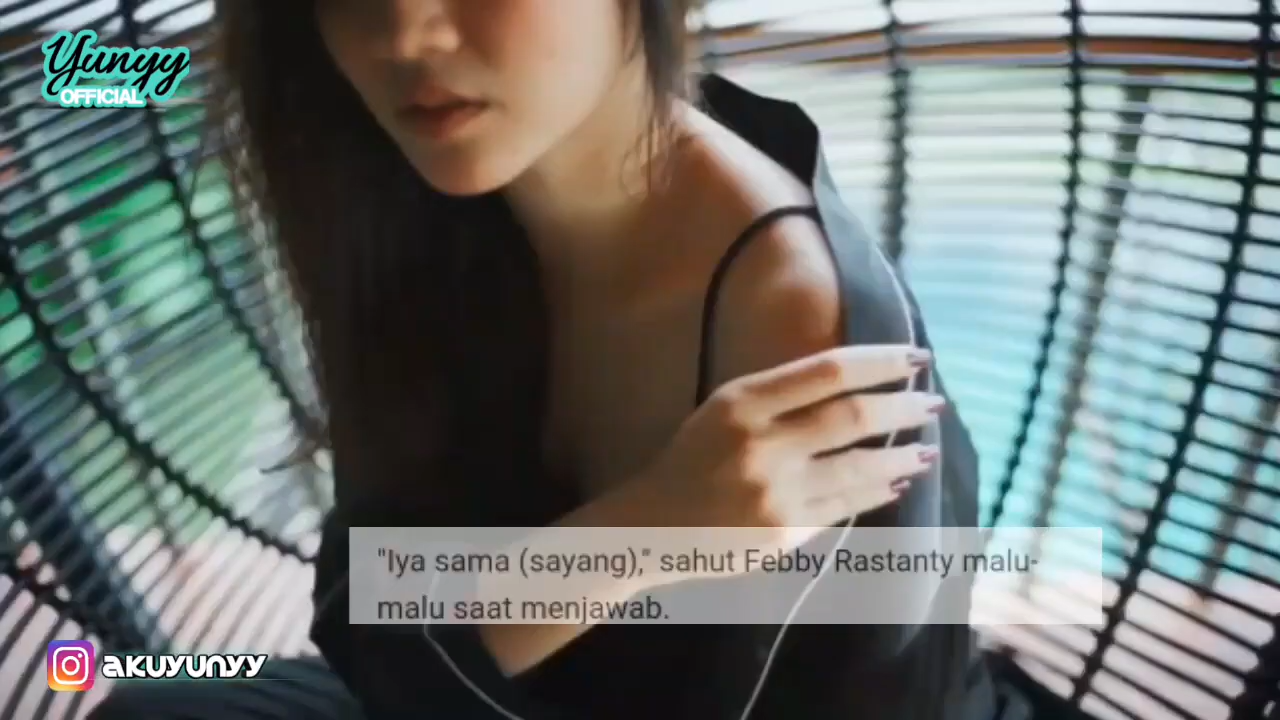 Yunyy
OFFICIAL
"Iya sama (sayang)," sahut Febby Rastanty malu-
malu saat menjawab.
akuyunyy